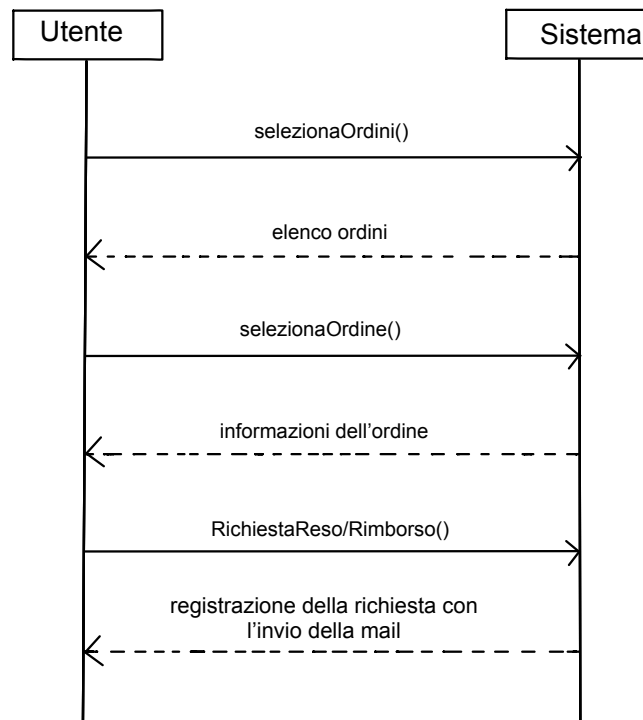 Utente
Sistema
selezionaOrdini()
elenco ordini
selezionaOrdine()
informazioni dell'ordine
RichiestaReso/Rimborso()
registrazione della richiesta con
l'invio della mail